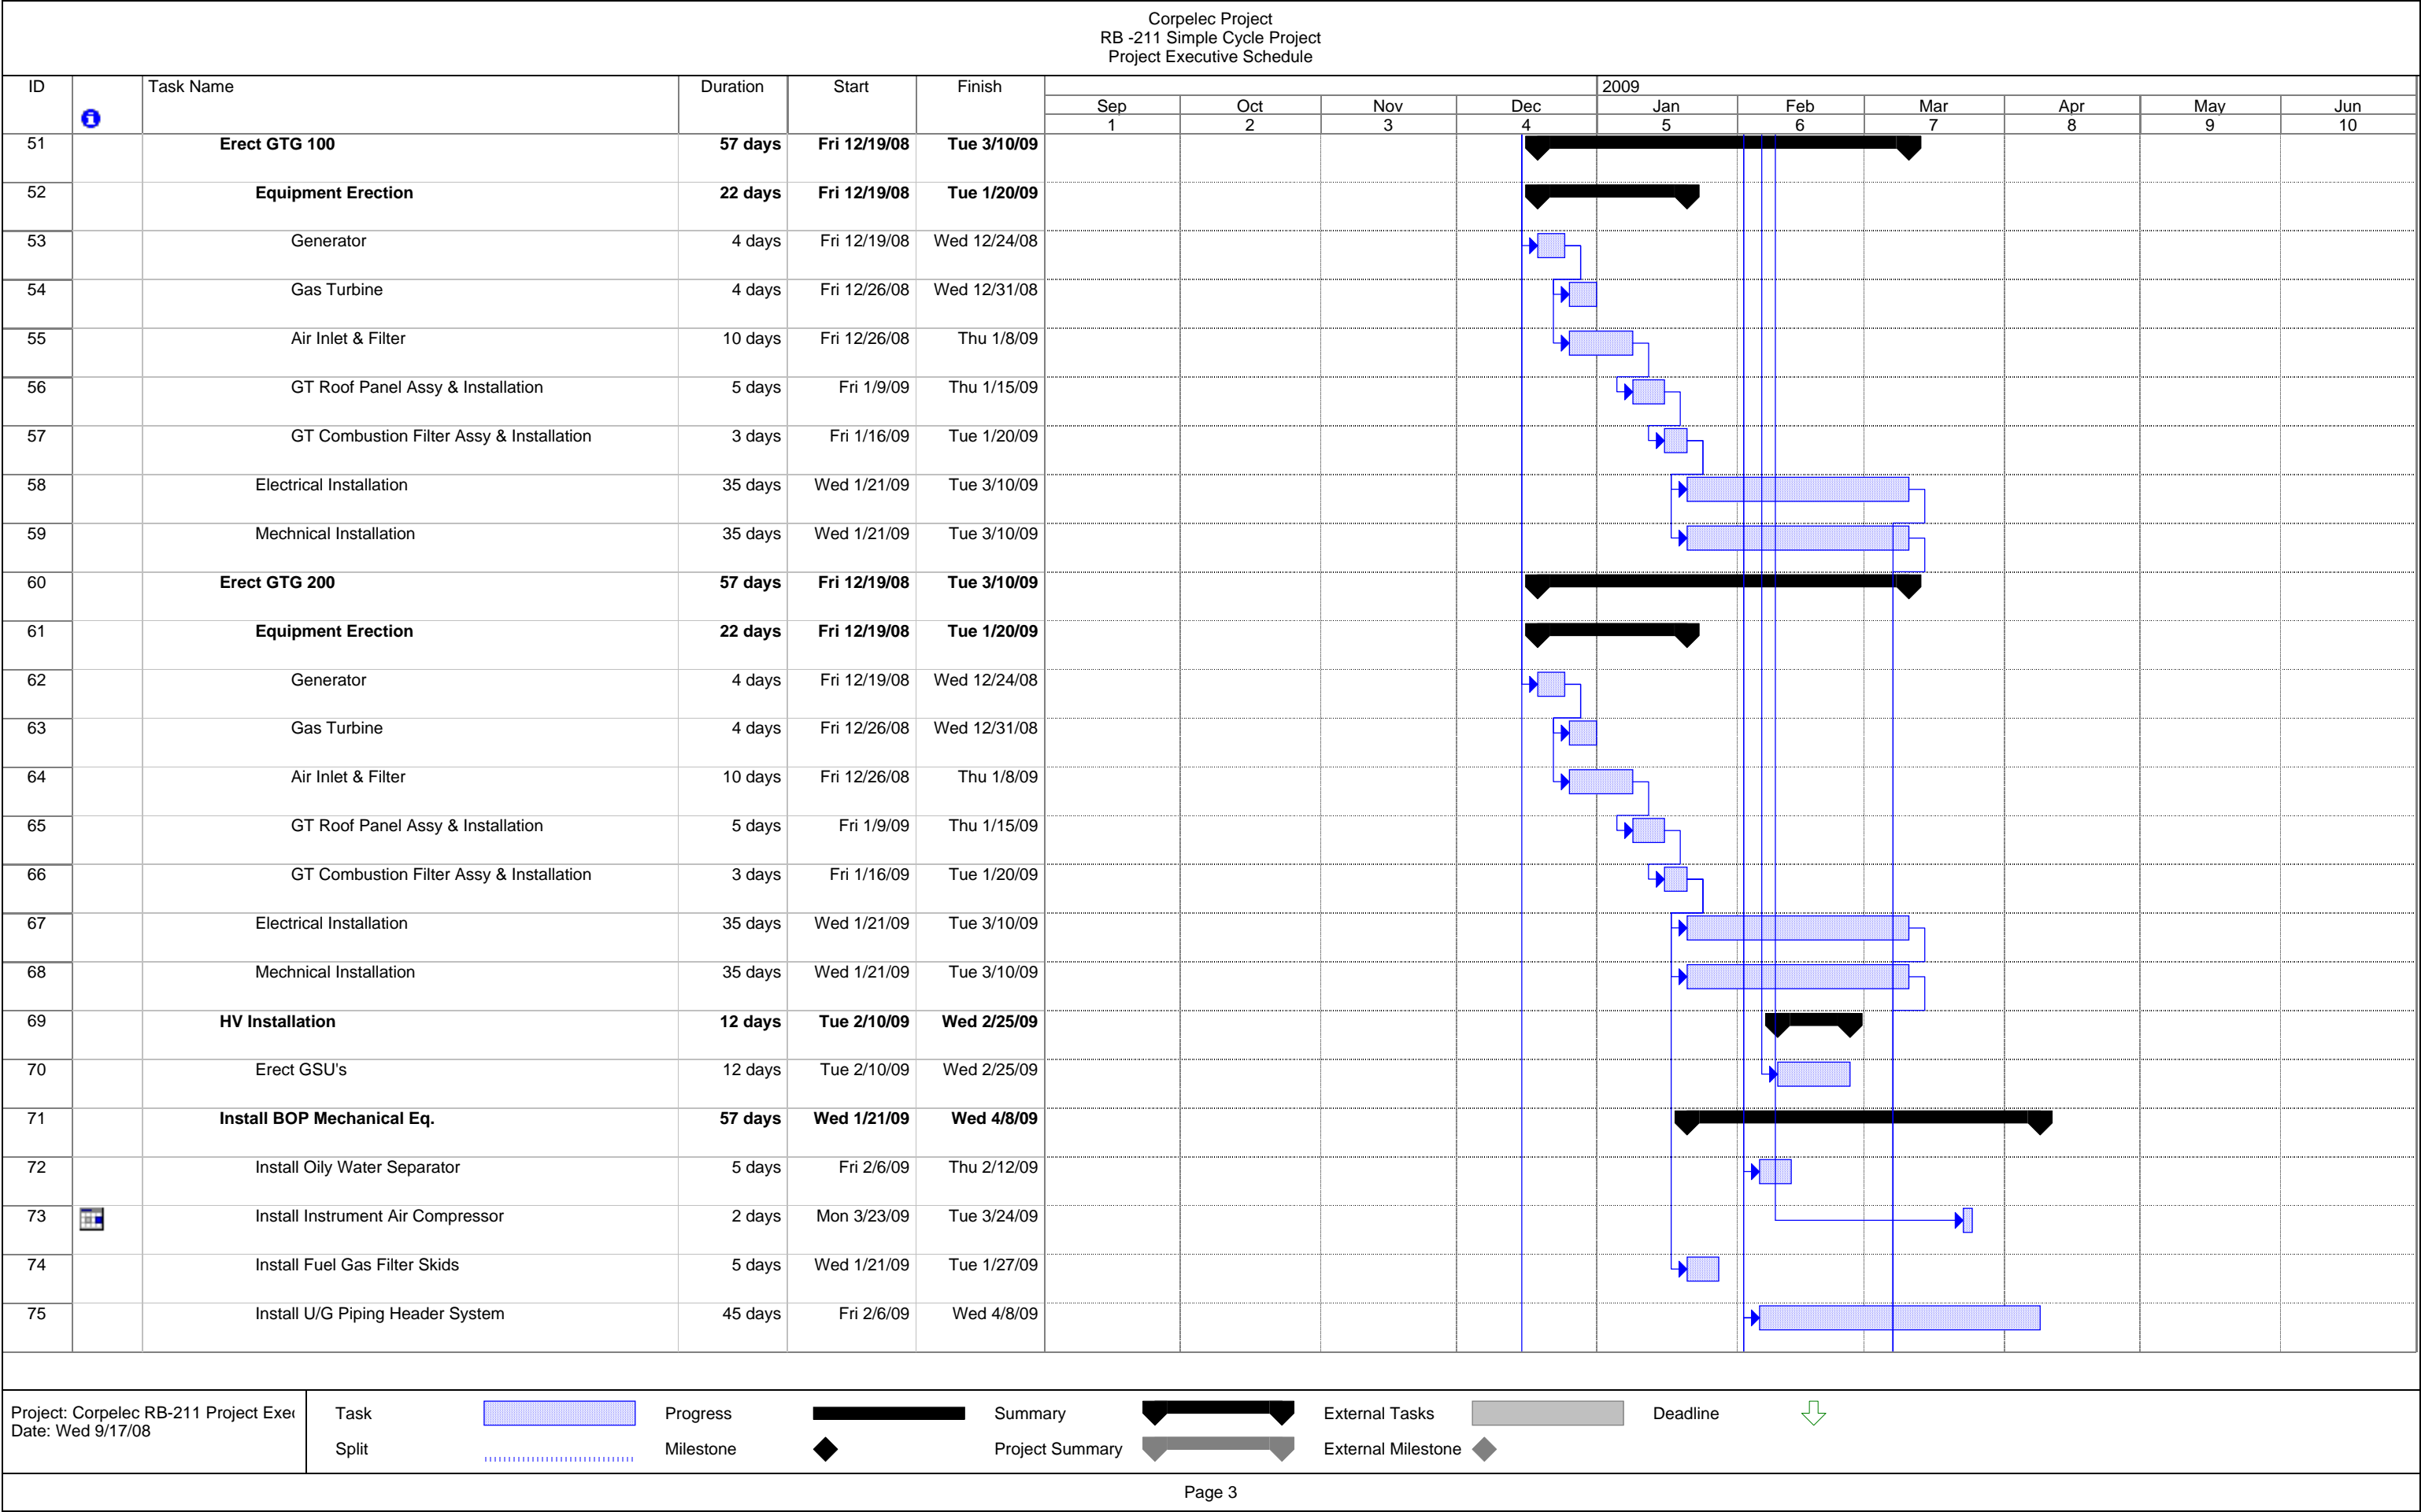 Corpelec Project
RB -211 Simple Cycle Project
Project Executive Schedule
ID Task Name Duration Start Finish 2009
Sep Oct Nov Dec Jan Feb Mar Apr May Jun
1 2 3 4 5 6 7 8 9 10
51 Erect GTG 100 57 days Fri 12/19/08 Tue 3/10/09
52 Equipment Erection 22 days Fri 12/19/08 Tue 1/20/09
53 Generator 4 days Fri 12/19/08 Wed 12/24/08
54 Gas Turbine 4 days Fri 12/26/08 Wed 12/31/08
55 Air Inlet & Filter 10 days Fri 12/26/08 Thu 1/8/09
56 GT Roof Panel Assy & Installation 5 days Fri 1/9/09 Thu 1/15/09
57 GT Combustion Filter Assy & Installation 3 days Fri 1/16/09 Tue 1/20/09
58 Electrical Installation 35 days Wed 1/21/09 Tue 3/10/09
59 Mechnical Installation 35 days Wed 1/21/09 Tue 3/10/09
60 Erect GTG 200 57 days Fri 12/19/08 Tue 3/10/09
61 Equipment Erection 22 days Fri 12/19/08 Tue 1/20/09
62 Generator 4 days Fri 12/19/08 Wed 12/24/08
63 Gas Turbine 4 days Fri 12/26/08 Wed 12/31/08
64 Air Inlet & Filter 10 days Fri 12/26/08 Thu 1/8/09
65 GT Roof Panel Assy & Installation 5 days Fri 1/9/09 Thu 1/15/09
66 GT Combustion Filter Assy & Installation 3 days Fri 1/16/09 Tue 1/20/09
67 Electrical Installation 35 days Wed 1/21/09 Tue 3/10/09
68 Mechnical Installation 35 days Wed 1/21/09 Tue 3/10/09
69 HV Installation 12 days Tue 2/10/09 Wed 2/25/09
70 Erect GSU's 12 days Tue 2/10/09 Wed 2/25/09
71 Install BOP Mechanical Eq. 57 days Wed 1/21/09 Wed 4/8/09
72 Install Oily Water Separator 5 days Fri 2/6/09 Thu 2/12/09
73 Install Instrument Air Compressor 2 days Mon 3/23/09 Tue 3/24/09
74 Install Fuel Gas Filter Skids 5 days Wed 1/21/09 Tue 1/27/09
75 Install U/G Piping Header System 45 days Fri 2/6/09 Wed 4/8/09
Project: Corpelec RB-211 Project Exec
Date: Wed 9/17/08
Task Progress Summary External Tasks Deadline
Split Milestone Project Summary External Milestone
Page 3